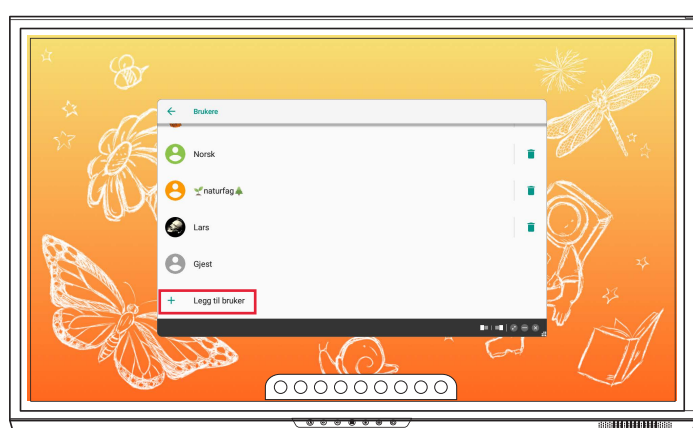 Brukere
Norsk
🌱naturfag🌲
Lars
Gjest
+ Legg til bruker